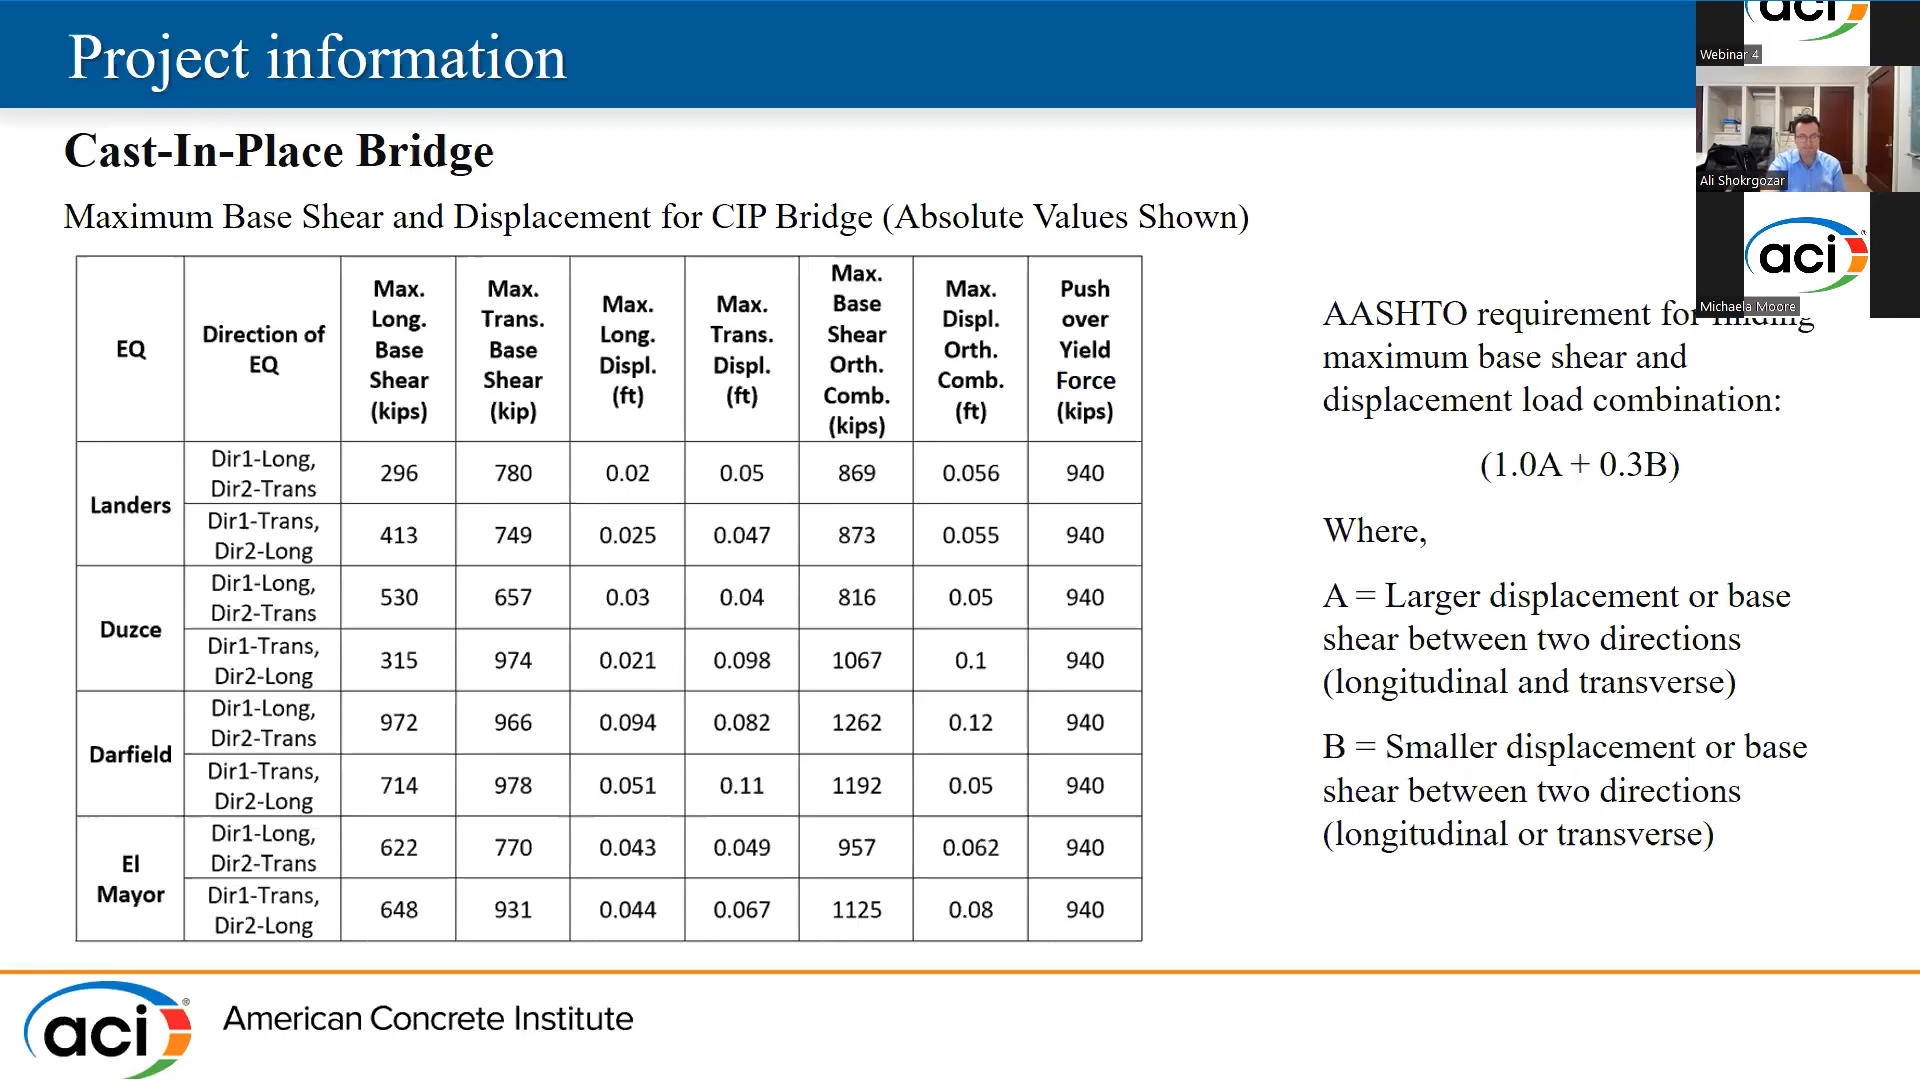 Project information
aci
Webinar 4
Ali Shokrgozar
aci
Michaela Moore
Cast-In-Place Bridge
Maximum Base Shear and Displacement for CIP Bridge (Absolute Values Shown)
EQ Direction of EQ Max. Long. Base Shear (kips) Max. Trans. Base Shear (kip) Max. Long. Displ. (ft) Max. Trans. Displ. (ft) Max. Base Shear Orth. Comb. (kips) Max. Displ. Orth. Comb. (ft) Push over Yield Force (kips)
Landers Dir1-Long, Dir2-Trans 296 780 0.02 0.05 869 0.056 940
Dir1-Trans, Dir2-Long 413 749 0.025 0.047 873 0.055 940
Duzce Dir1-Long, Dir2-Trans 530 657 0.03 0.04 816 0.05 940
Dir1-Trans, Dir2-Long 315 974 0.021 0.098 1067 0.1 940
Darfield Dir1-Long, Dir2-Trans 972 966 0.094 0.082 1262 0.12 940
Dir1-Trans, Dir2-Long 714 978 0.051 0.11 1192 0.05 940
El Mayor Dir1-Long, Dir2-Trans 622 770 0.043 0.049 957 0.062 940
Dir1-Trans, Dir2-Long 648 931 0.044 0.067 1125 0.08 940
AASHTO requirement for finding
maximum base shear and
displacement load combination:
(1.0A + 0.3B)
Where,
A = Larger displacement or base
shear between two directions
(longitudinal and transverse)
B = Smaller displacement or base
shear between two directions
(longitudinal or transverse)
aci
American Concrete Institute